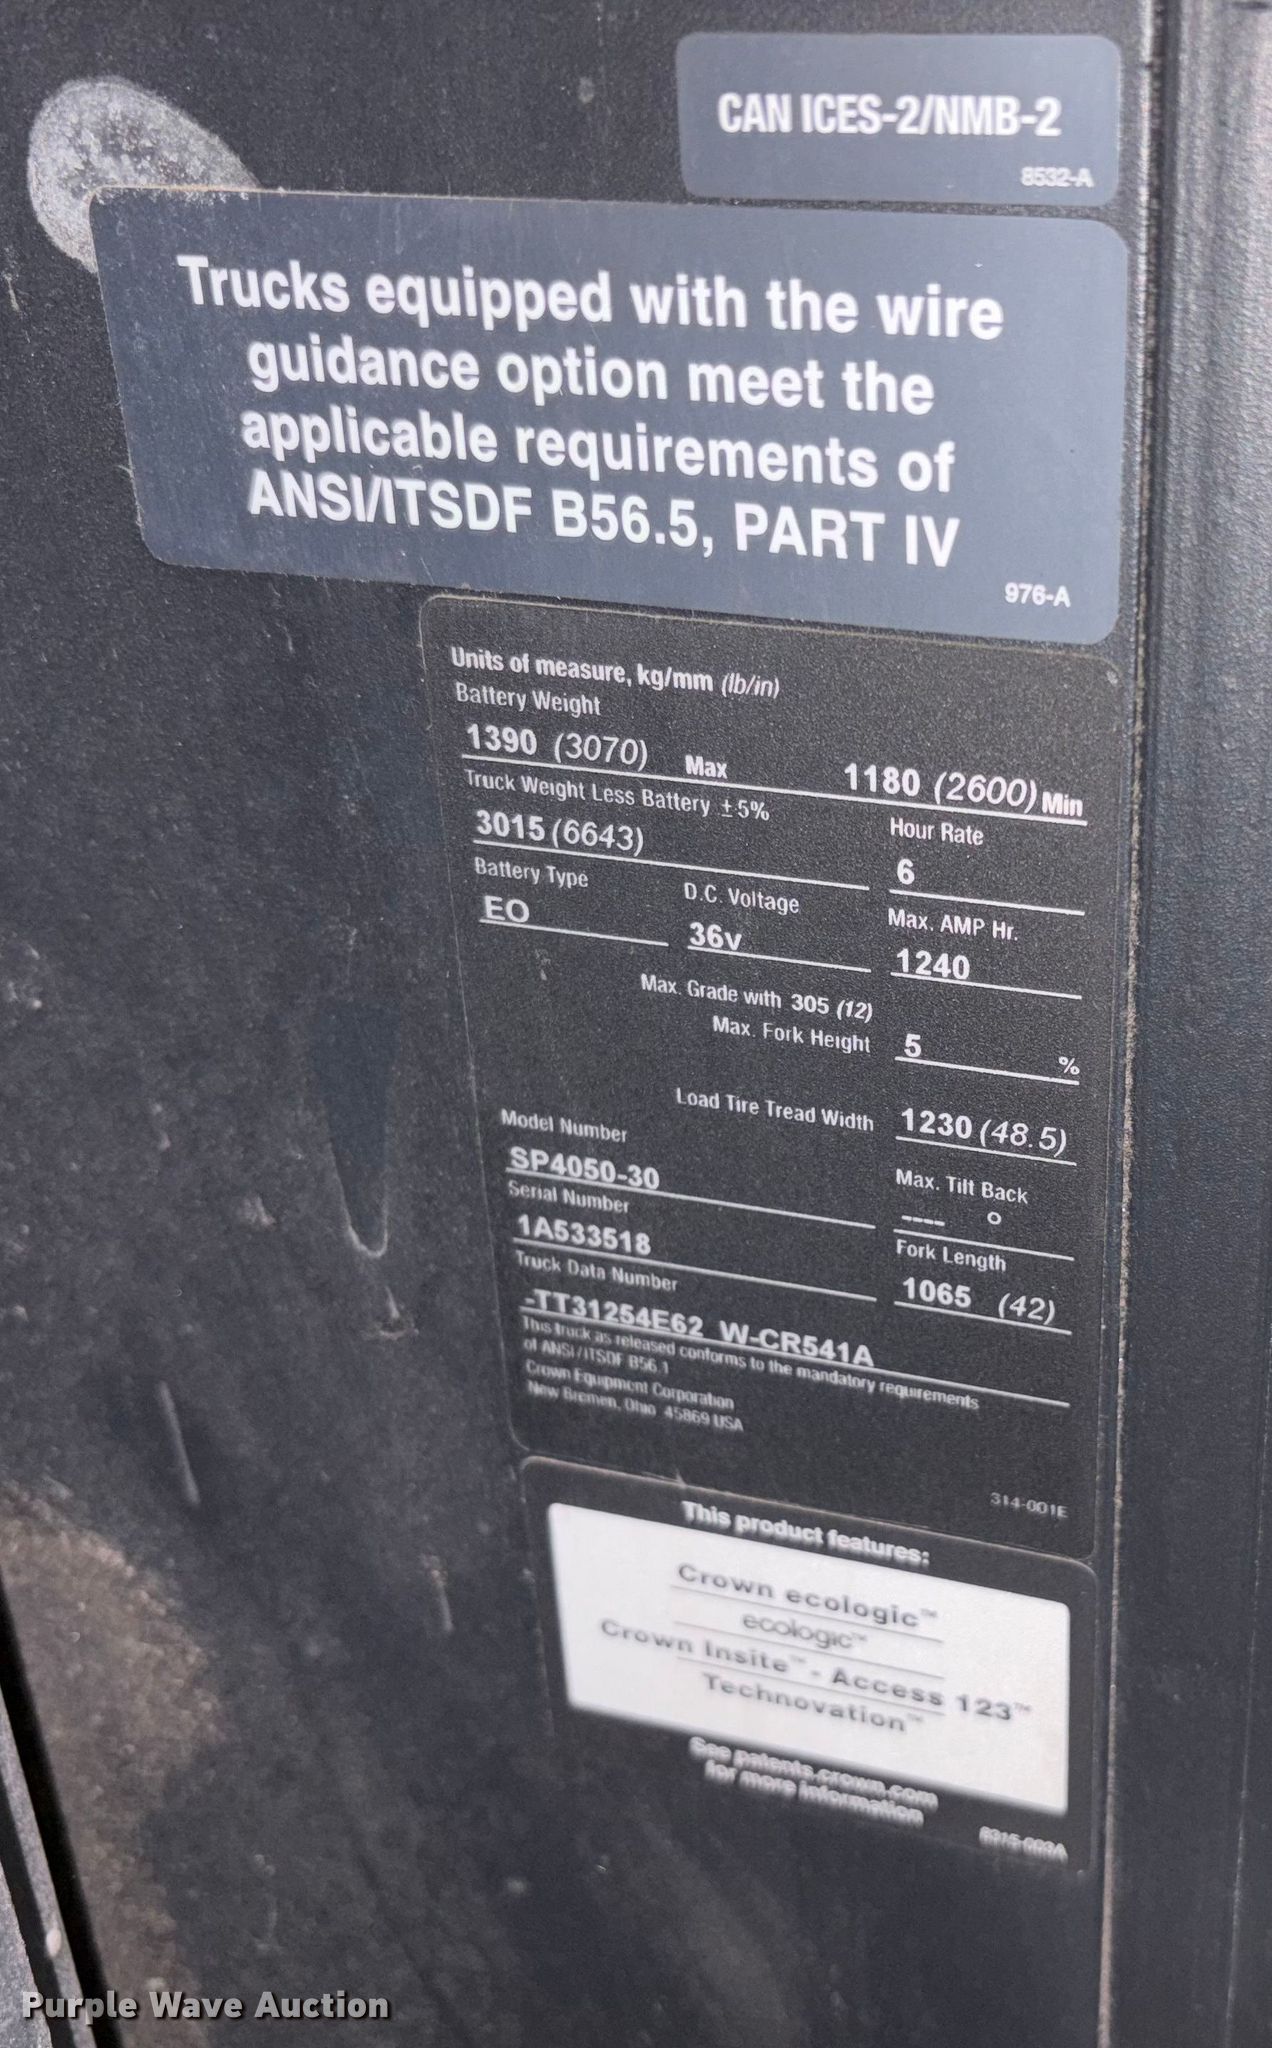 CAN ICES-2/NMB-2
8532-A
Trucks equipped with the wire
guidance option meet the
applicable requirements of
ANSI/ITSDF B56.5, PART IV
976-A
Units of measure, kg/mm (lb/in)
Battery Weight
1390 (3070) Max 1180 (2600) Min
Truck Weight Less Battery ±5% Hour Rate
3015 (6643) 6
Battery Type D.C. Voltage Max. AMP Hr.
EO 36v 1240
Max. Grade with 305 (12)
Max. Fork Height 5 %
Load Tire Tread Width 1230 (48.5)
Model Number Max. Tilt Back
SP4050-30 ---- o
Serial Number Fork Length
1A533518 1065 (42)
Truck Data Number
-TT31254E62 W-CR541A
This truck as released conforms to the mandatory requirements
of ANSI/ITSDF B56.1
Crown Equipment Corporation
New Bremen, Ohio 45869 USA
314-001E
This product features:
Crown ecologic™
ecologic™
Crown Insite™ - Access 123™
Technovation™
See patents.crown.com
for more information
Purple Wave Auction